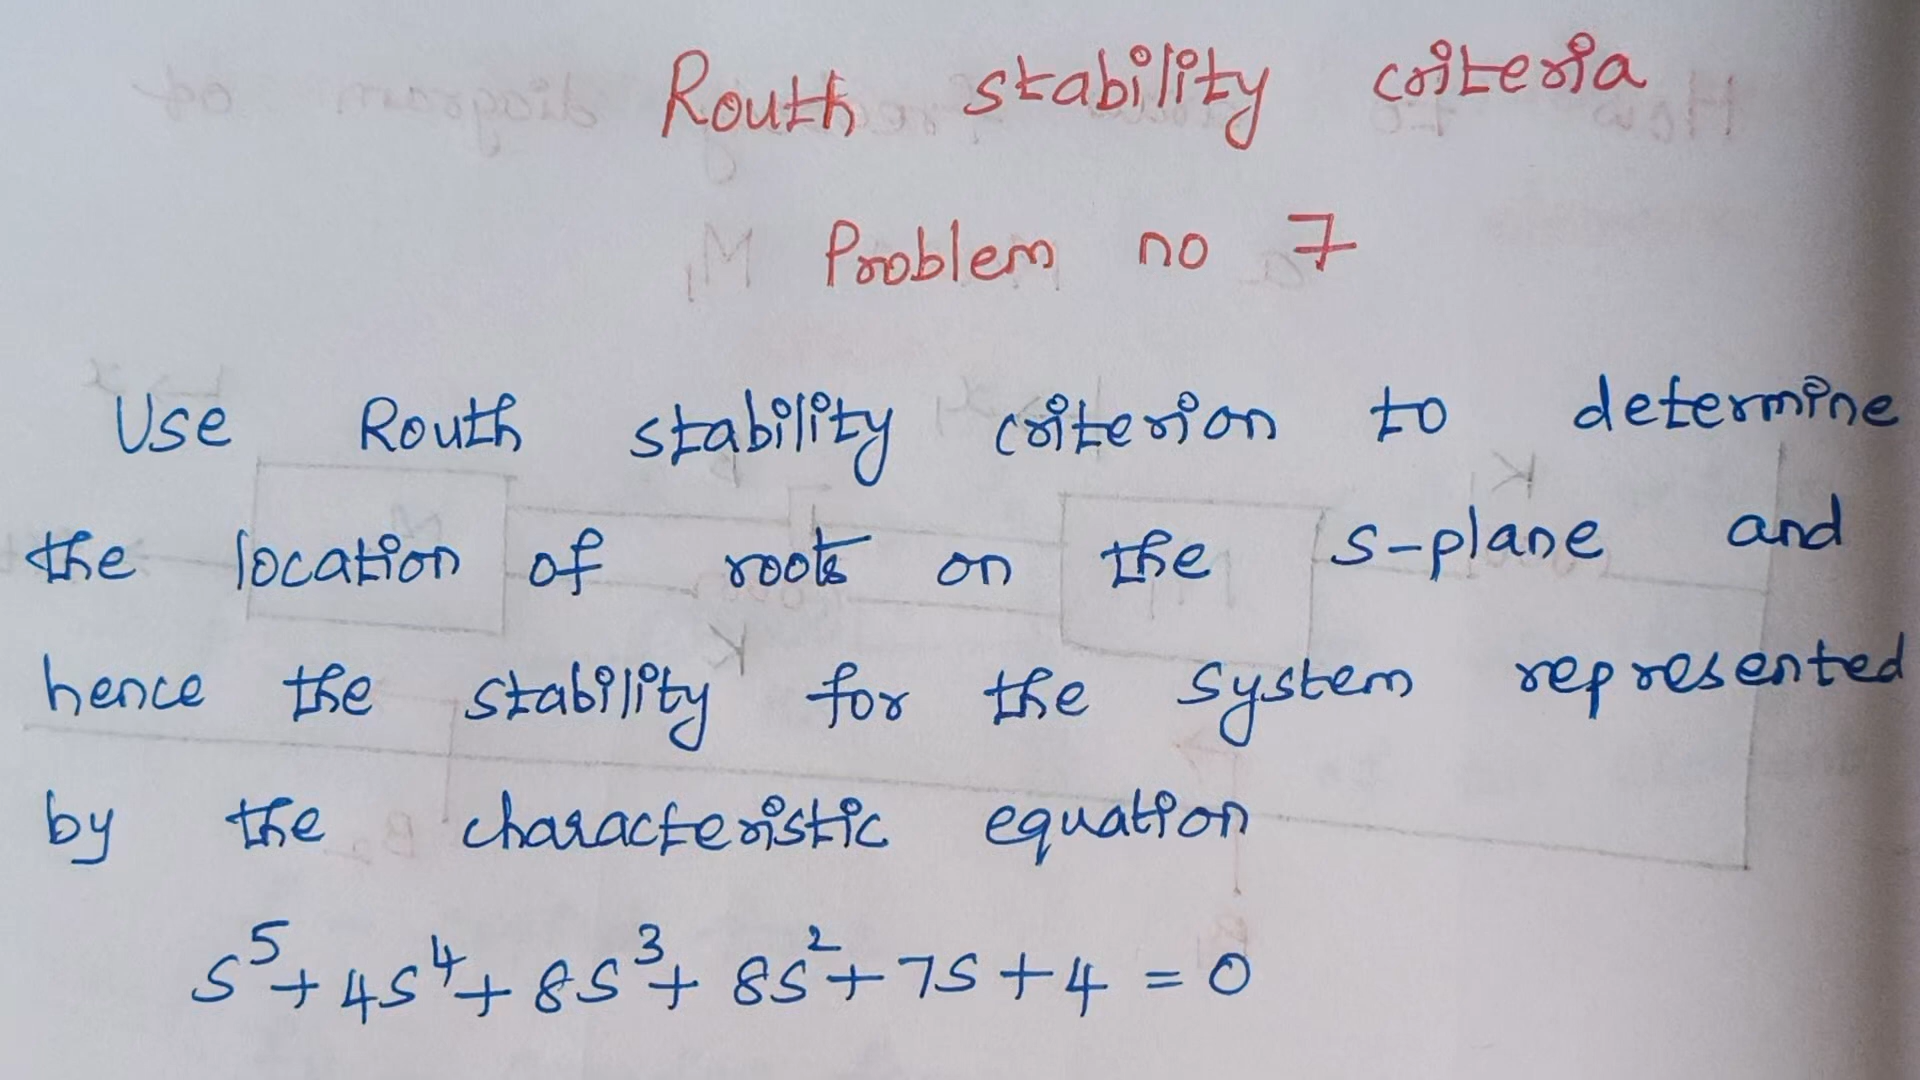 Routh stability criteria
Problem no 7
Use Routh stability criterion to determine
the location of roots on the s-plane and
hence the stability for the system represented
by the characteristic equation
s⁵+4s⁴+8s³+8s²+7s+4=0